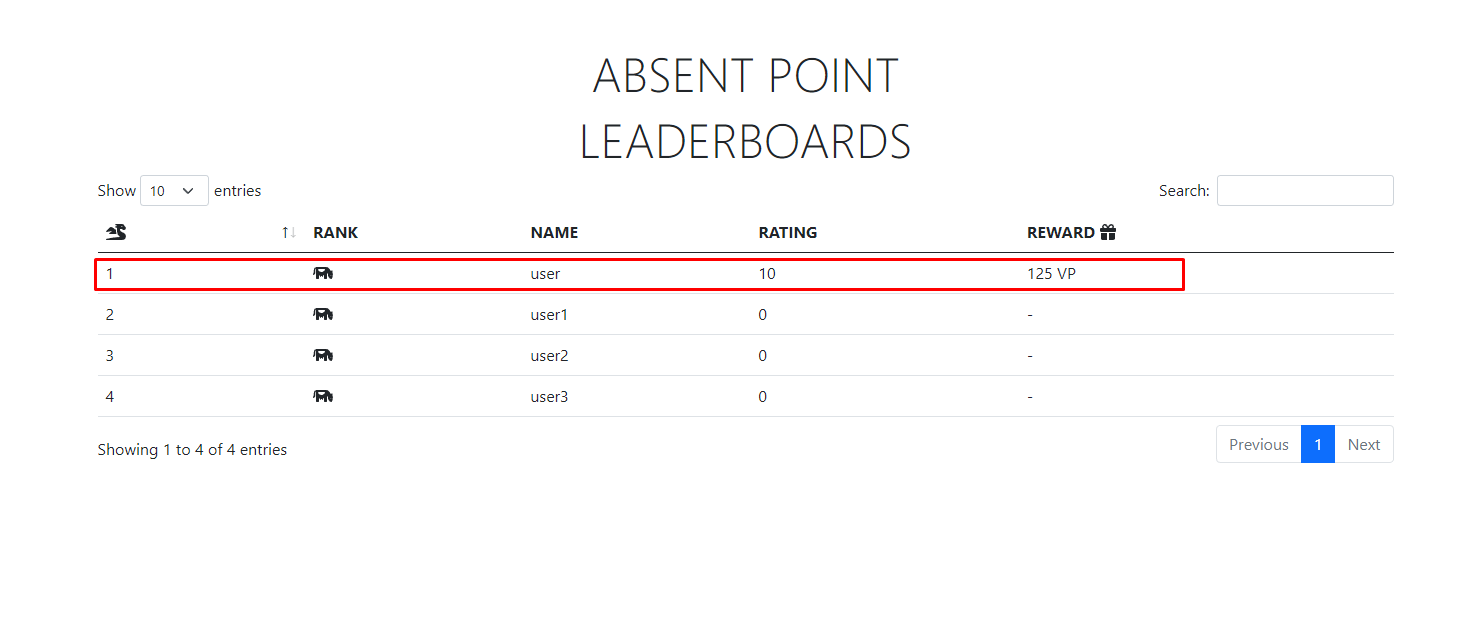 ABSENT POINT
LEADERBOARDS
Show 10 entries Search:
RANK NAME RATING REWARD
1 user 10 125 VP
2 user1 0 -
3 user2 0 -
4 user3 0 -
Showing 1 to 4 of 4 entries
Previous 1 Next